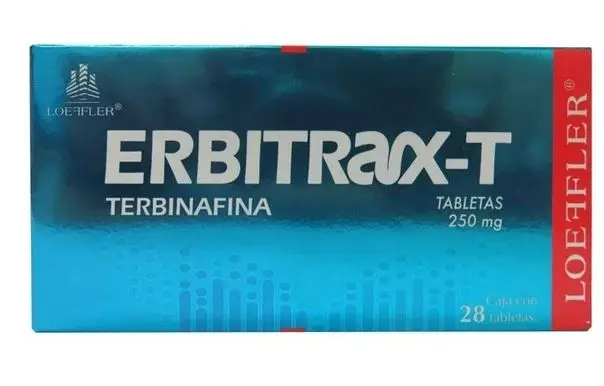 LOEFFLER®
ERBITRAX-T
TERBINAFINA
TABLETAS
250 mg
Caja con
28 tabletas.
LOEFFLER®